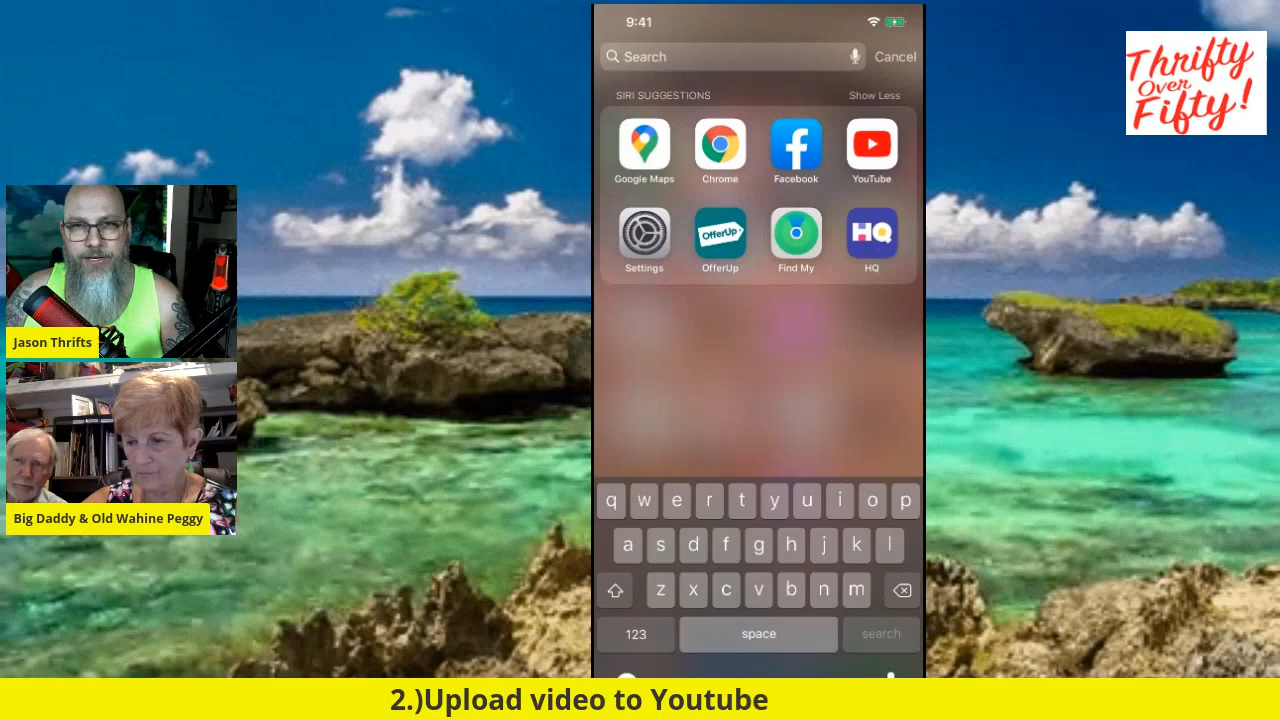 9:41
Search
Cancel
SIRI SUGGESTIONS
Show Less
Google Maps
Chrome
Facebook
YouTube
OfferUp
HQ
Settings
OfferUp
Find My
HQ
q w e r t y u i o p
a s d f g h j k l
z x c v b n m
123
space
search
Thrifty
Over
Fifty!
Jason Thrifts
Big Daddy & Old Wahine Peggy
2.)Upload video to Youtube